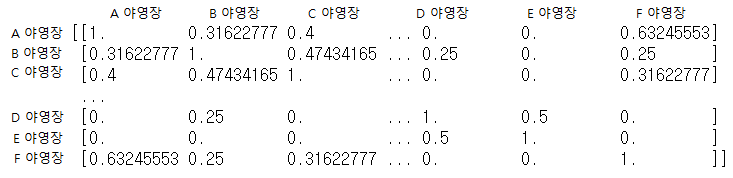 A 야영장 B 야영장 C 야영장 D 야영장 E 야영장 F 야영장
A 야영장 [[1. 0.31622777 0.4 ... 0. 0. 0.63245553]
B 야영장 [0.31622777 1. 0.47434165 ... 0.25 0. 0.25 ]
C 야영장 [0.4 0.47434165 1. ... 0. 0. 0.31622777]
...
D 야영장 [0. 0.25 0. ... 1. 0.5 0. ]
E 야영장 [0. 0. 0. ... 0.5 1. 0. ]
F 야영장 [0.63245553 0.25 0.31622777 ... 0. 0. 1. ]]